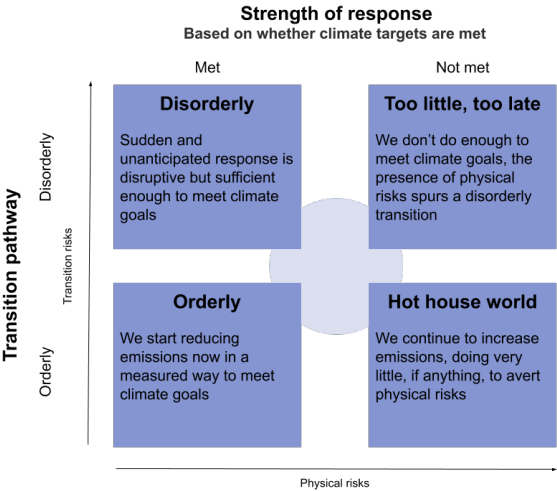 Strength of response
Based on whether climate targets are met
Met
Not met
Transition pathway
Disorderly
Orderly
Transition risks
Disorderly
Sudden and
unanticipated response is
disruptive but sufficient
enough to meet climate
goals
Too little, too late
We don’t do enough to
meet climate goals, the
presence of physical
risks spurs a disorderly
transition
Orderly
We start reducing
emissions now in a
measured way to meet
climate goals
Hot house world
We continue to increase
emissions, doing very
little, if anything, to avert
physical risks
Physical risks